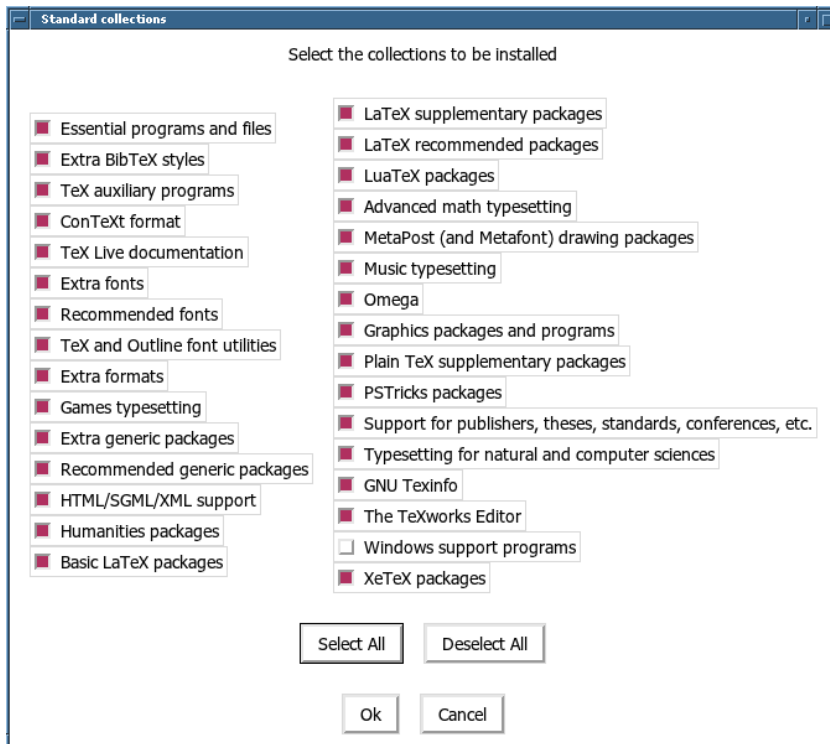 Standard collections
Select the collections to be installed
Essential programs and files
Extra BibTeX styles
TeX auxiliary programs
ConTeXt format
TeX Live documentation
Extra fonts
Recommended fonts
TeX and Outline font utilities
Extra formats
Games typesetting
Extra generic packages
Recommended generic packages
HTML/SGML/XML support
Humanities packages
Basic LaTeX packages
LaTeX supplementary packages
LaTeX recommended packages
LuaTeX packages
Advanced math typesetting
MetaPost (and Metafont) drawing packages
Music typesetting
Omega
Graphics packages and programs
Plain TeX supplementary packages
PSTricks packages
Support for publishers, theses, standards, conferences, etc.
Typesetting for natural and computer sciences
GNU Texinfo
The TeXworks Editor
Windows support programs
XeTeX packages
Select All
Deselect All
Ok
Cancel